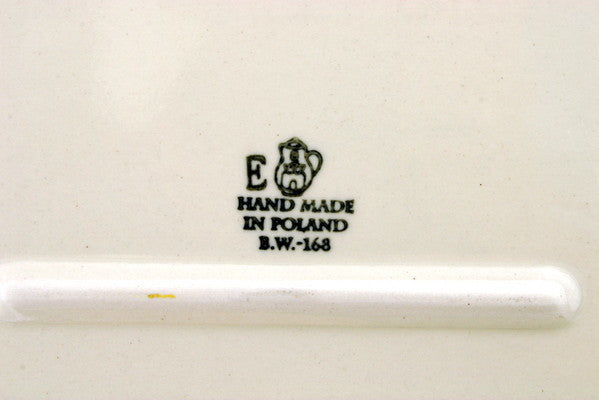 E
HAND MADE
IN POLAND
B.W.-168